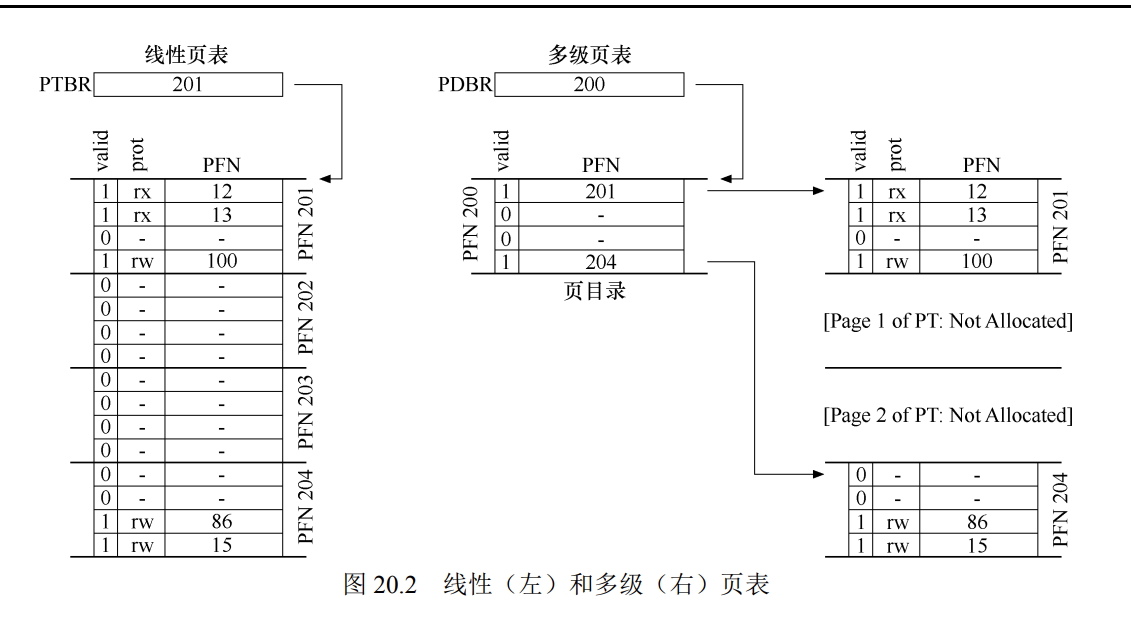 线性页表
PTBR 201
valid prot PFN
1 rx 12
1 rx 13
0 - -
1 rw 100
PFN 201
0 - -
0 - -
0 - -
0 - -
PFN 202
0 - -
0 - -
0 - -
0 - -
PFN 203
0 - -
0 - -
1 rw 86
1 rw 15
PFN 204
多级页表
PDBR 200
valid PFN
PFN 200
1 201
0 -
0 -
1 204
页目录
valid prot PFN
1 rx 12
1 rx 13
0 - -
1 rw 100
PFN 201
[Page 1 of PT: Not Allocated]
[Page 2 of PT: Not Allocated]
0 - -
0 - -
1 rw 86
1 rw 15
PFN 204
图 20.2 线性（左）和多级（右）页表